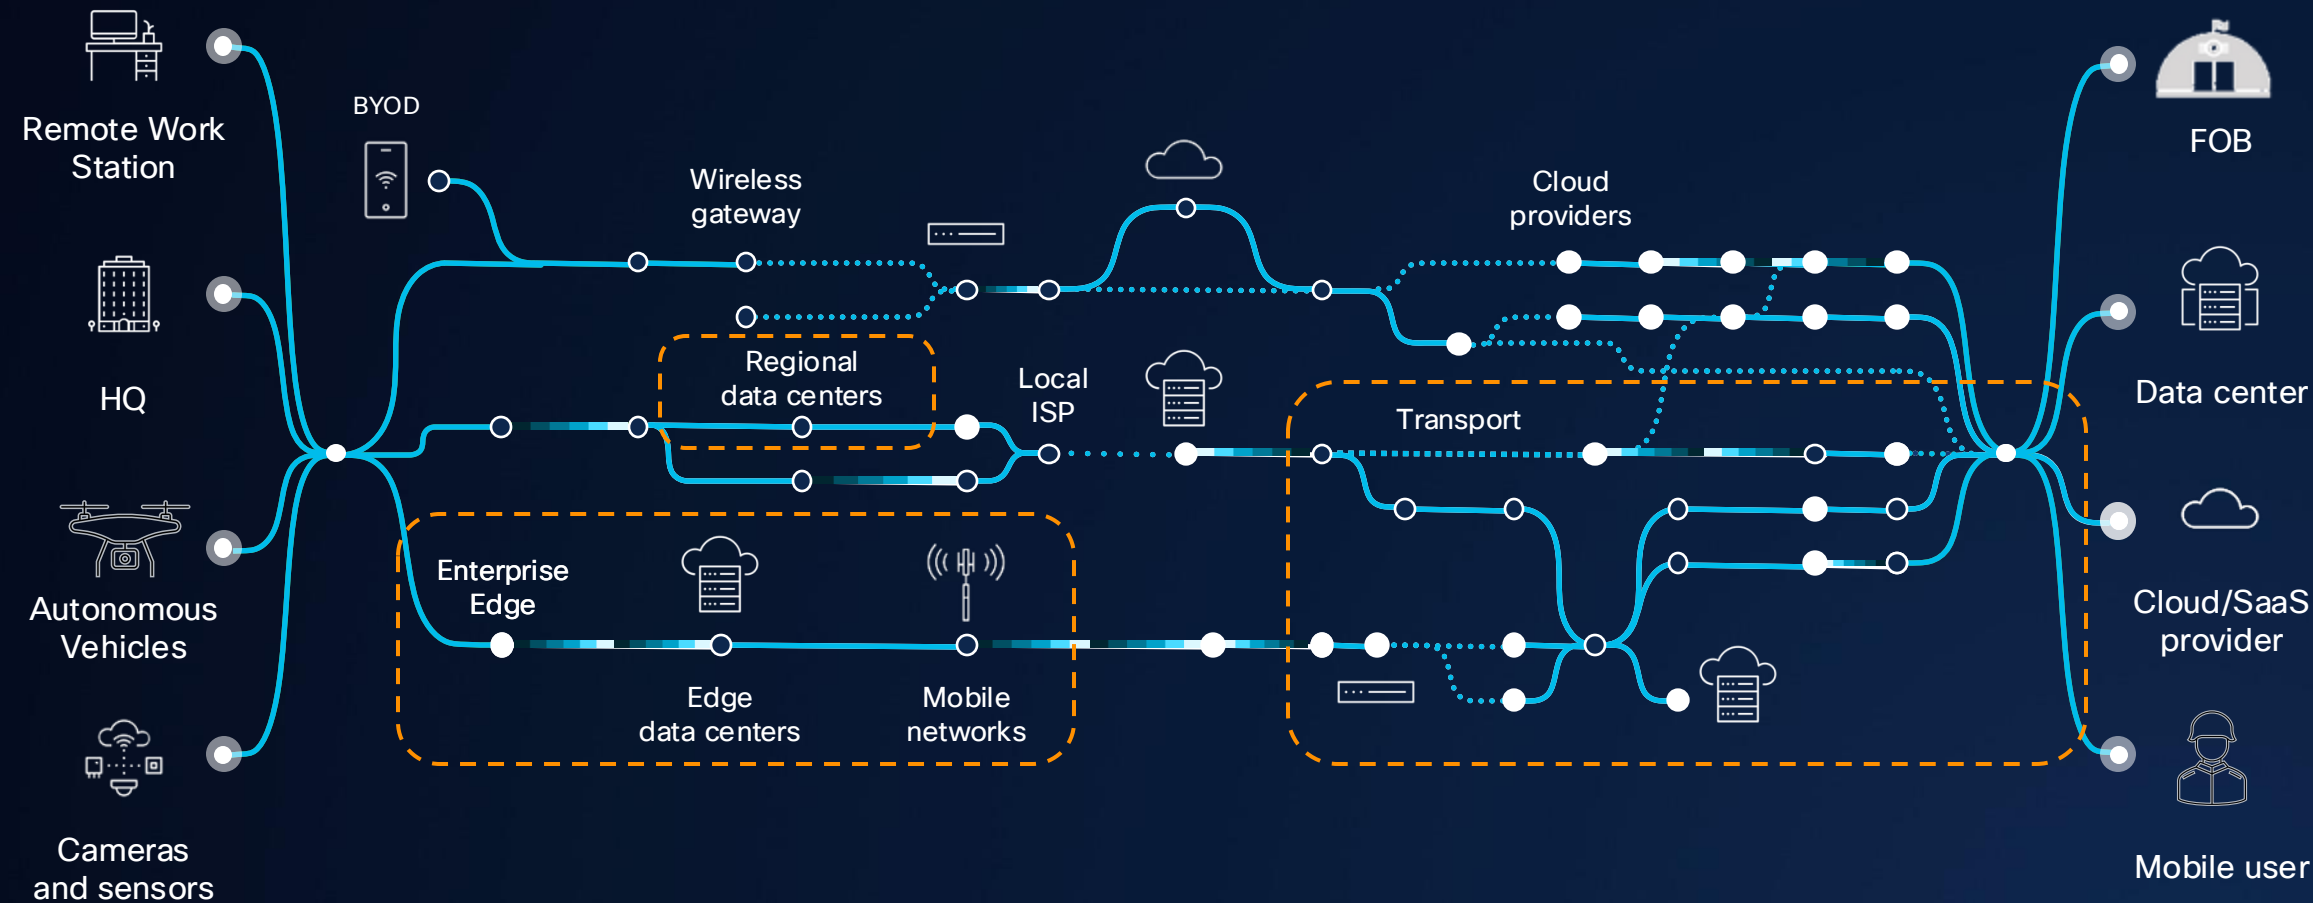 Remote Work
Station
HQ
Autonomous
Vehicles
Cameras
and sensors
BYOD
Wireless
gateway
Regional
data centers
Local
ISP
Enterprise
Edge
Edge
data centers
Mobile
networks
Cloud
providers
Transport
FOB
Data center
Cloud/SaaS
provider
Mobile user